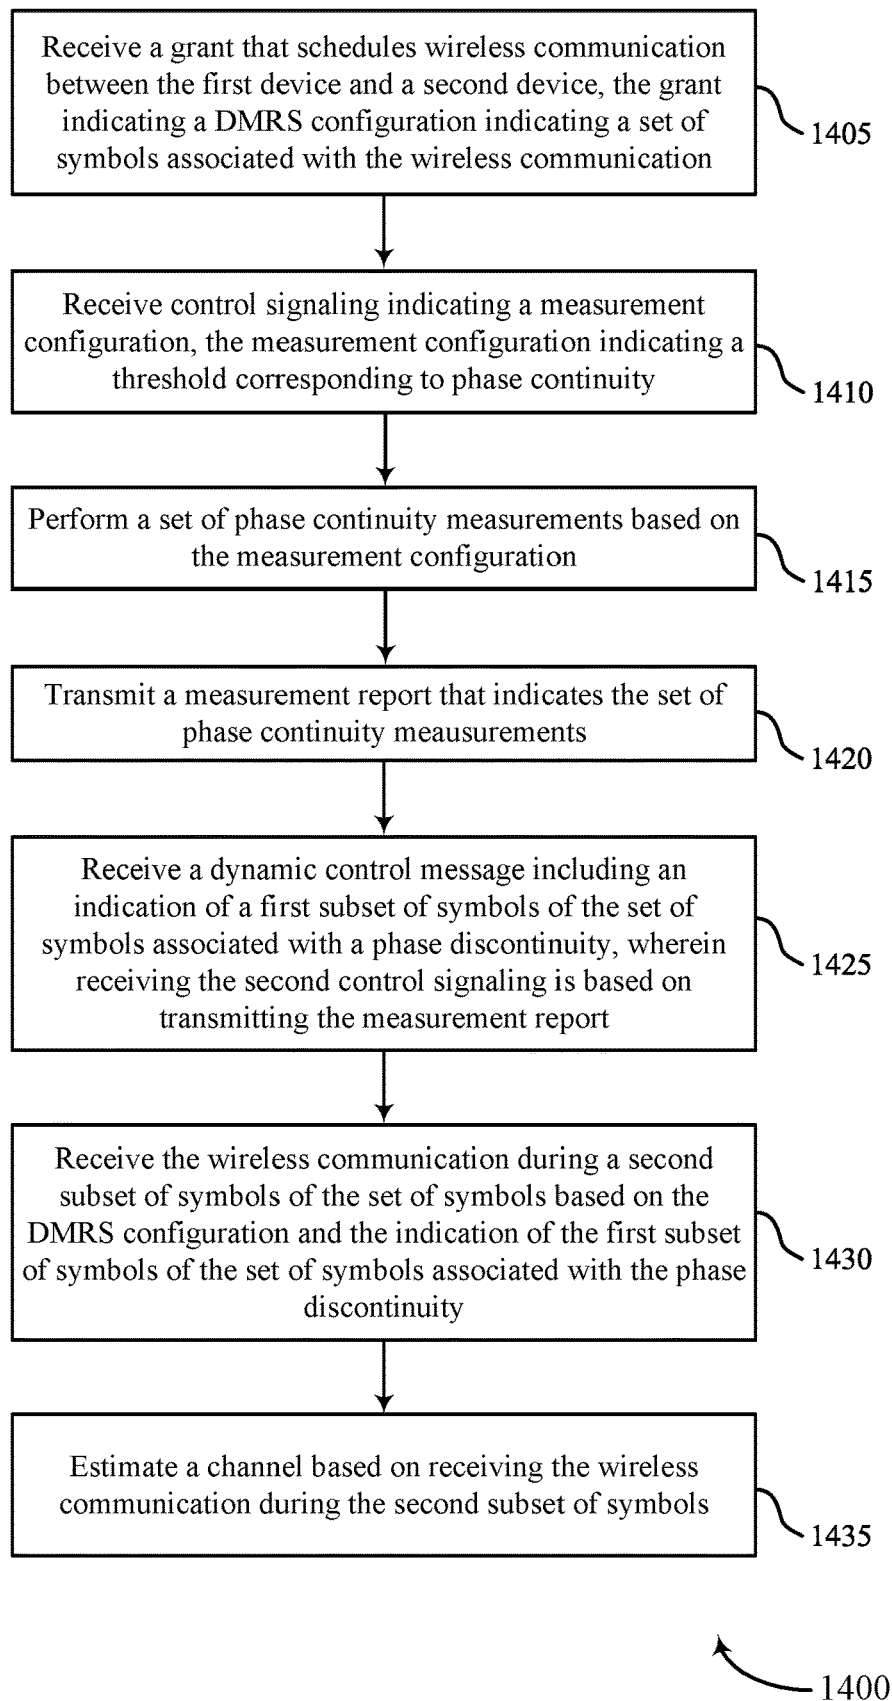 Receive a grant that schedules wireless communication
between the first device and a second device, the grant
indicating a DMRS configuration indicating a set of
symbols associated with the wireless communication
1405
Receive control signaling indicating a measurement
configuration, the measurement configuration indicating a
threshold corresponding to phase continuity
1410
Perform a set of phase continuity measurements based on
the measurement configuration
1415
Transmit a measurement report that indicates the set of
phase continuity meausurements
1420
Receive a dynamic control message including an
indication of a first subset of symbols of the set of
symbols associated with a phase discontinuity, wherein
receiving the second control signaling is based on
transmitting the measurement report
1425
Receive the wireless communication during a second
subset of symbols of the set of symbols based on the
DMRS configuration and the indication of the first subset
of symbols of the set of symbols associated with the phase
discontinuity
1430
Estimate a channel based on receiving the wireless
communication during the second subset of symbols
1435
1400